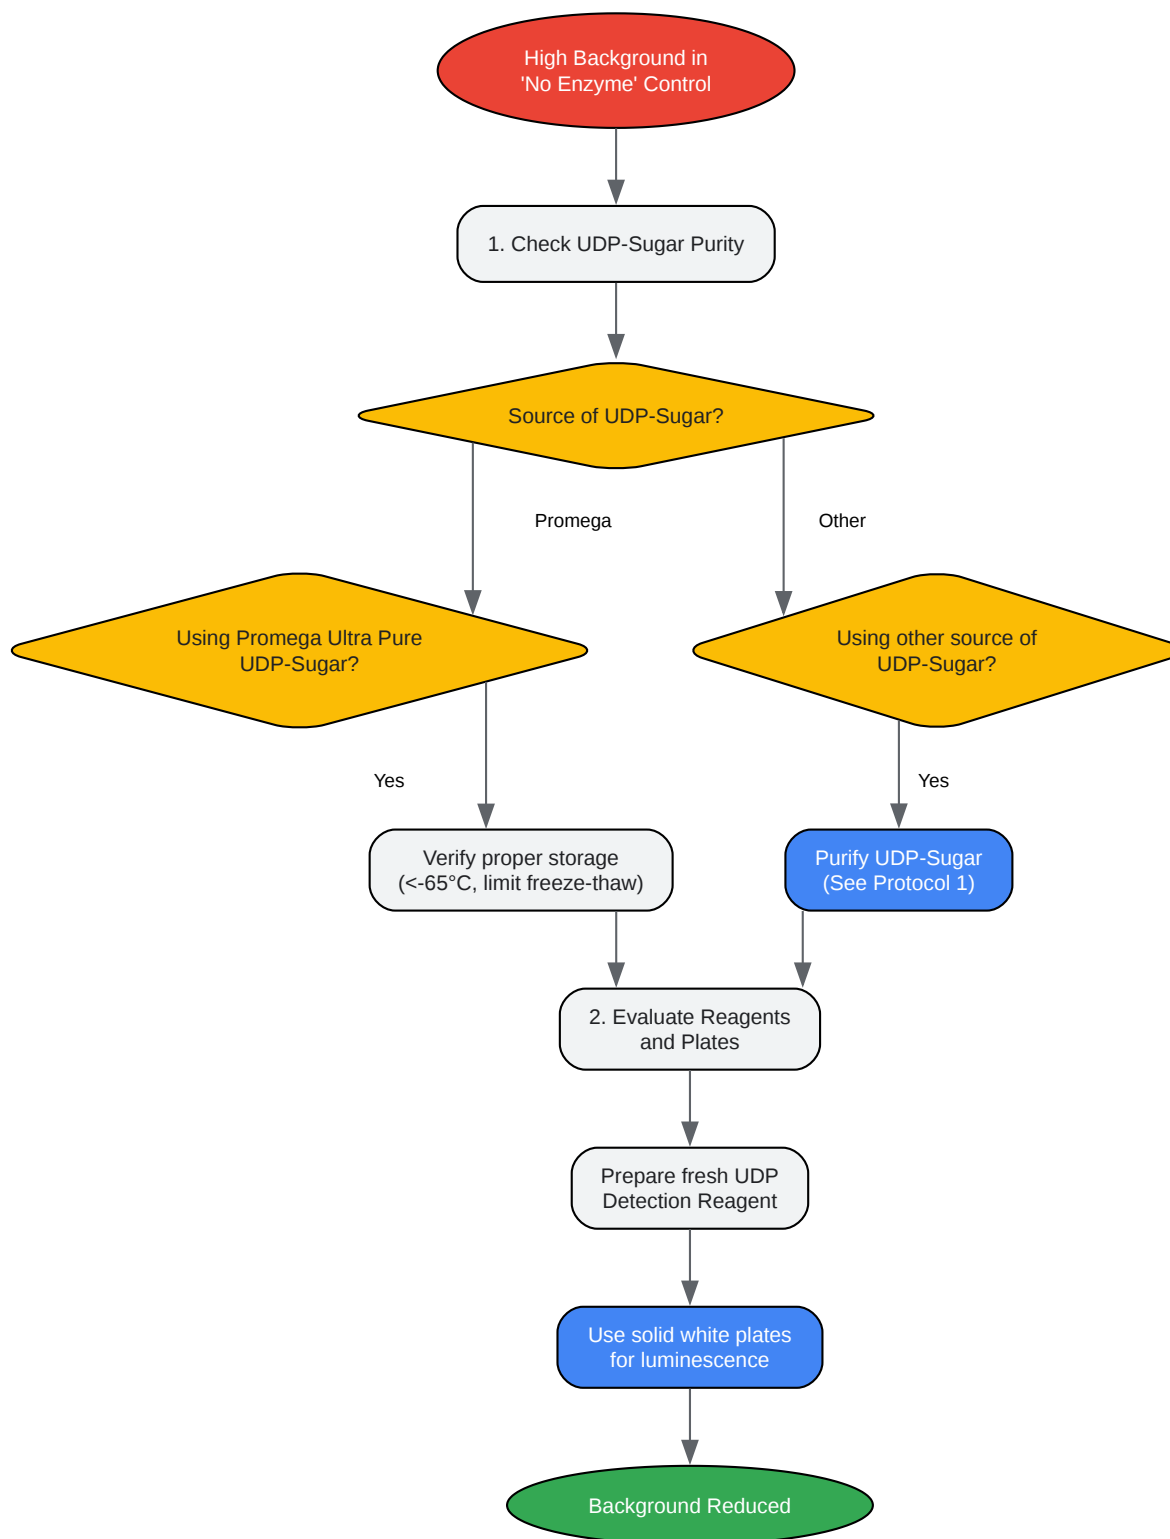 High Background in
'No Enzyme' Control
1. Check UDP-Sugar Purity
Source of UDP-Sugar?
Promega
Other
Using Promega Ultra Pure
UDP-Sugar?
Using other source of
UDP-Sugar?
Yes
Yes
Verify proper storage
(<-65°C, limit freeze-thaw)
Purify UDP-Sugar
(See Protocol 1)
2. Evaluate Reagents
and Plates
Prepare fresh UDP
Detection Reagent
Use solid white plates
for luminescence
Background Reduced